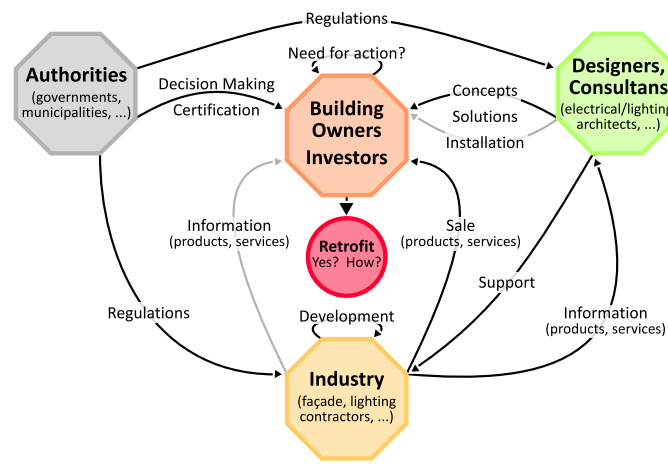 Regulations
Authorities
(governments,
municipalities, ...)
Decision Making
Certification
Need for action?
Building
Owners
Investors
Concepts
Solutions
Installation
Designers,
Consultans
(electrical/lighting
architects, ...)
Information
(products, services)
Retrofit
Yes? How?
Sale
(products, services)
Support
Regulations
Development
Information
(products, services)
Industry
(façade, lighting
contractors, ...)